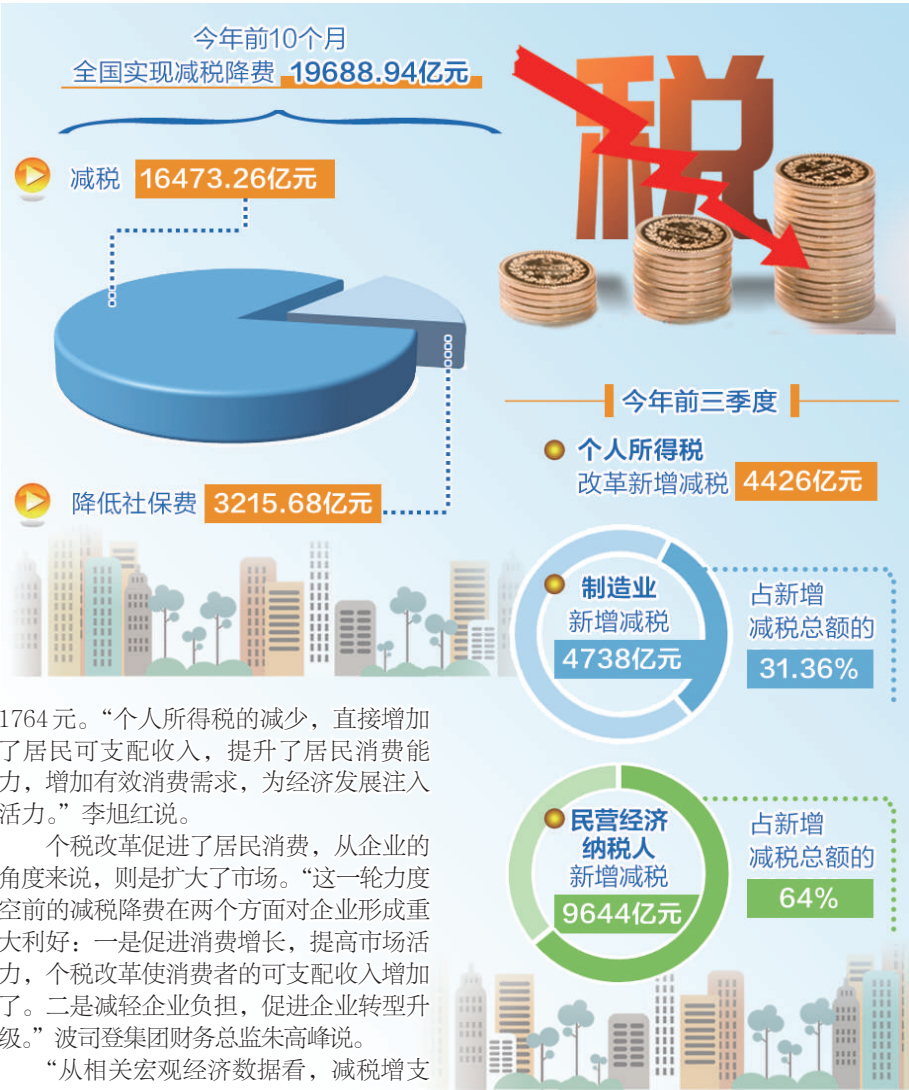 今年前10个月
全国实现减税降费 19688.94亿元
减税 16473.26亿元
降低社保费 3215.68亿元
税
今年前三季度
个人所得税
改革新增减税 4426亿元
制造业
新增减税
4738亿元
占新增
减税总额的
31.36%
民营经济
纳税人
新增减税
9644亿元
占新增
减税总额的
64%
1764元。“个人所得税的减少，直接增加
了居民可支配收入，提升了居民消费能
力，增加有效消费需求，为经济发展注入
活力。”李旭红说。
个税改革促进了居民消费，从企业的
角度来说，则是扩大了市场。“这一轮力度
空前的减税降费在两个方面对企业形成重
大利好：一是促进消费增长，提高市场活
力，个税改革使消费者的可支配收入增加
了。二是减轻企业负担，促进企业转型升
级。”波司登集团财务总监朱高峰说。
“从相关宏观经济数据看，减税增支